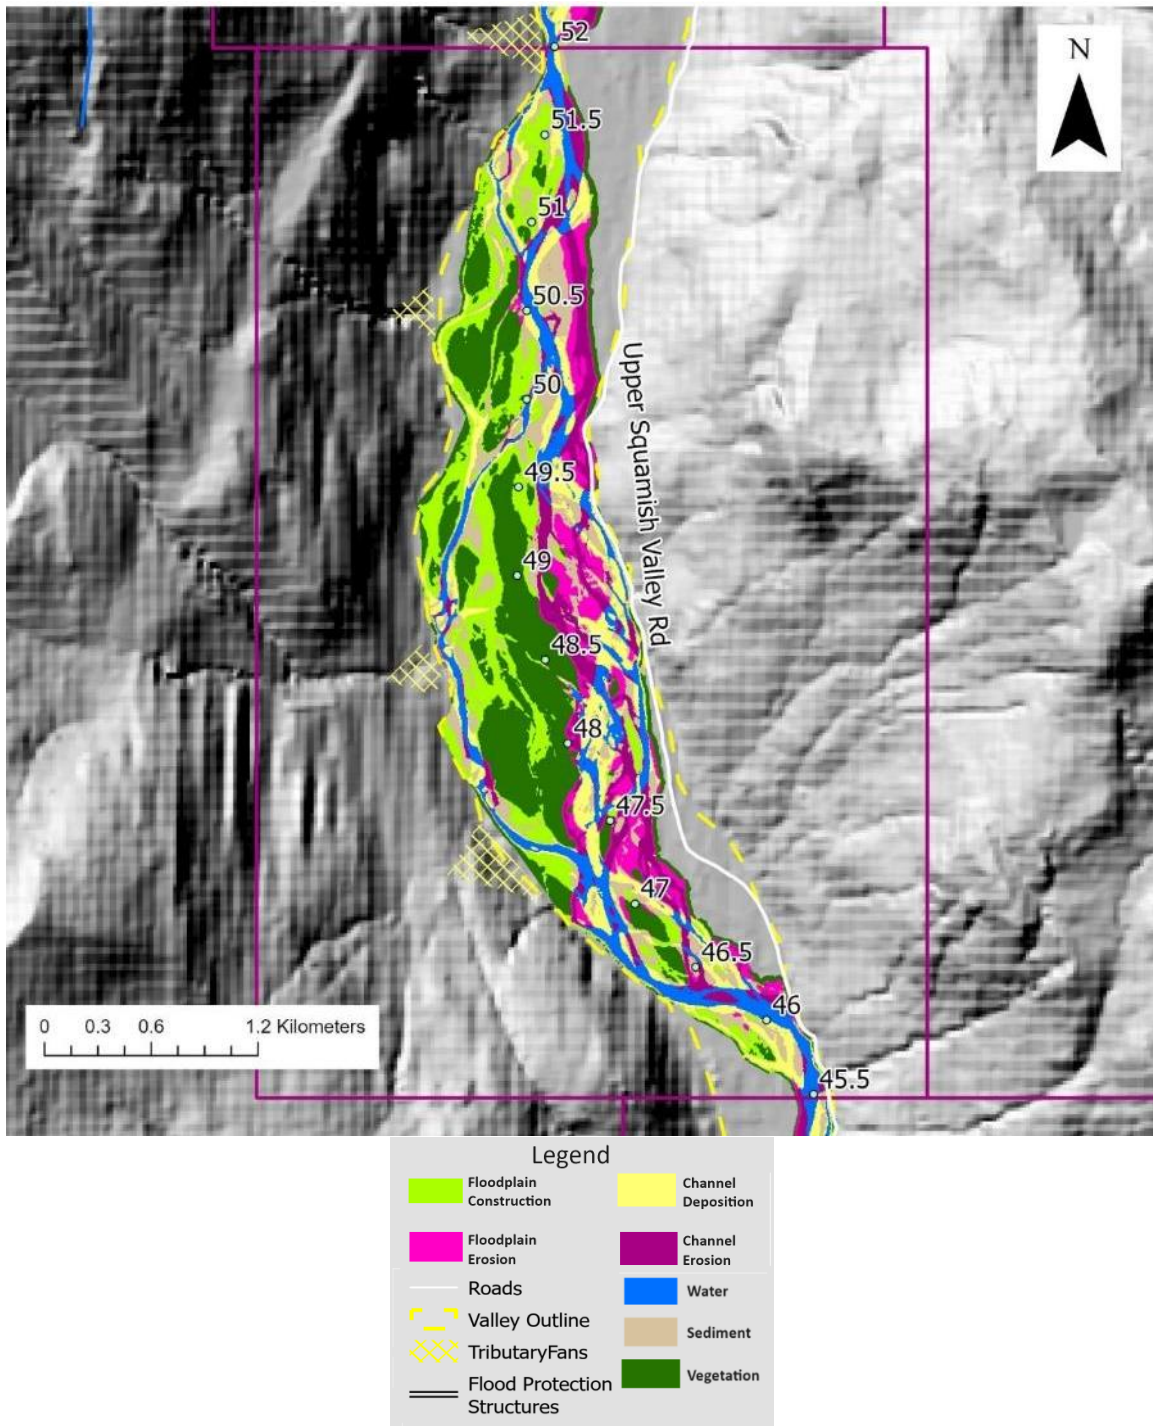 52
N
51.5
51
50.5
50
Upper Squamish Valley Rd
49.5
49
48.5
48
47.5
47
46.5
46
0 0.3 0.6 1.2 Kilometers
45.5
Legend
Floodplain
Construction
Channel
Deposition
Floodplain
Erosion
Channel
Erosion
Roads
Water
Valley Outline
Sediment
TributaryFans
Vegetation
Flood Protection
Structures